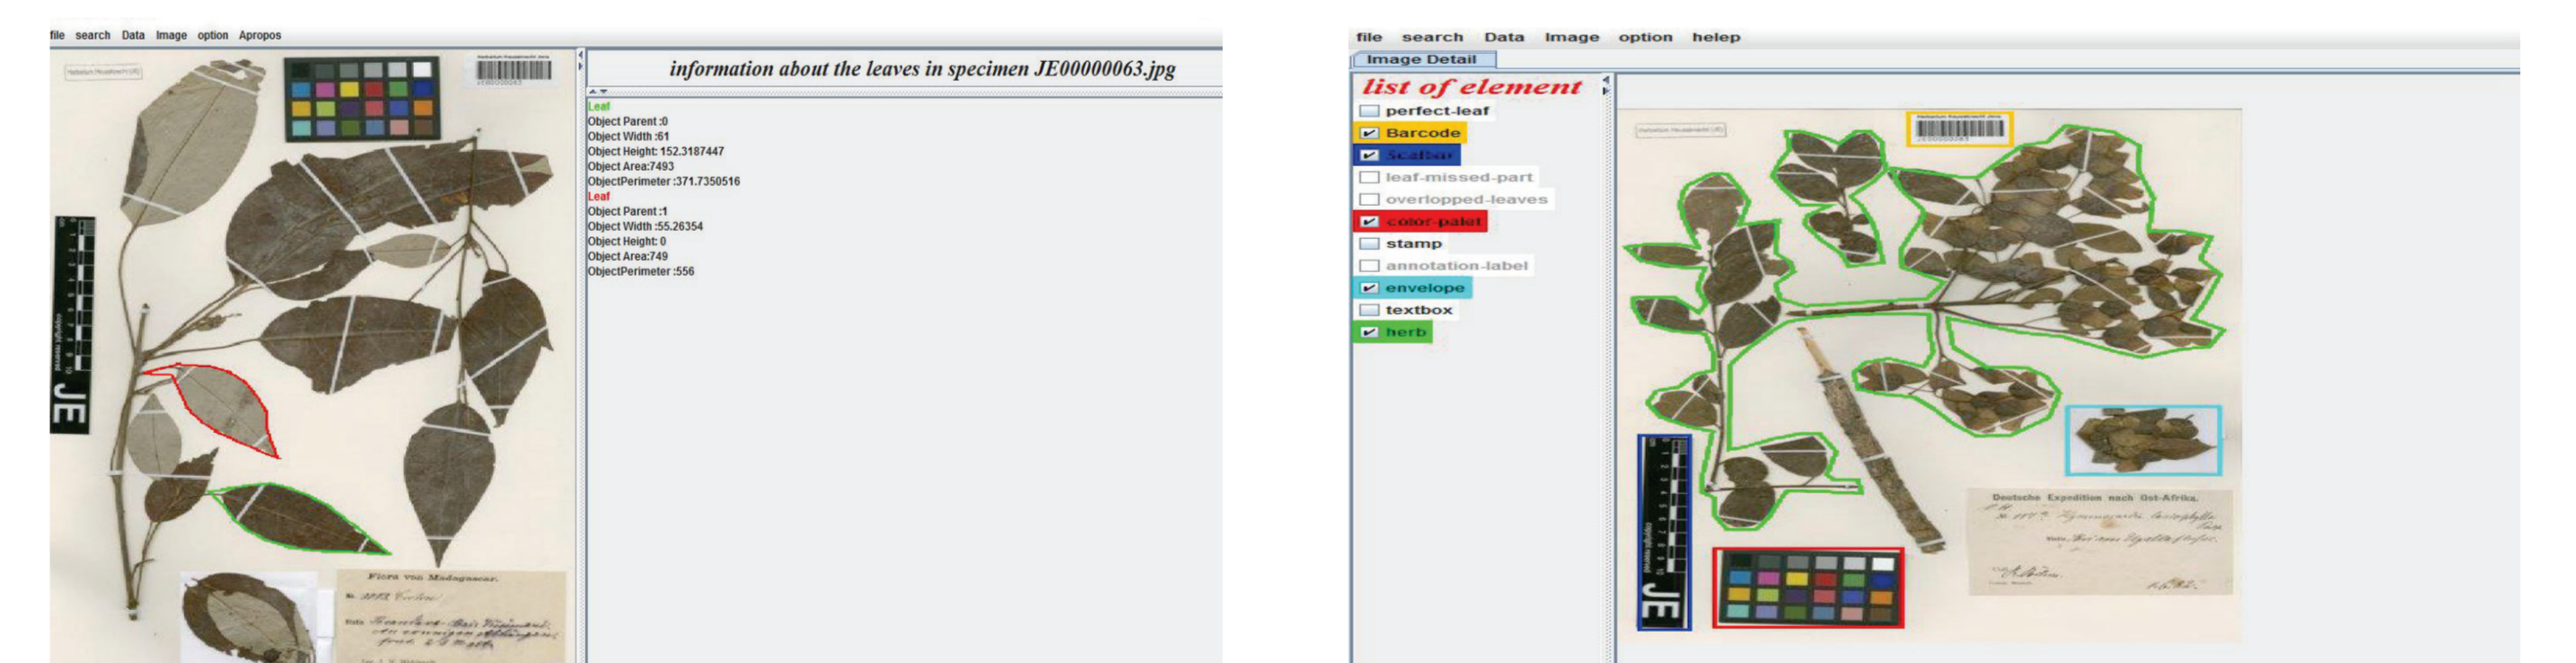 file search Data Image option Apropos
information about the leaves in specimen JE00000063.jpg
Leaf
Object Parent :0
Object Width :61
Object Height: 152.3187447
Object Area:7493
ObjectPerimeter :371.7350516
Leaf
Object Parent :1
Object Width :55.26354
Object Height: 0
Object Area:749
ObjectPerimeter :556
JE
Flora von Madagascar.
file search Data Image option helep
Image Detail
list of element
perfect-leaf
Barcode
Scalbar
leaf-missed-part
overlopped-leaves
color-palet
stamp
annotation-label
envelope
textbox
herb
JE
Deutsche Expedition nach Ost-Afrika.